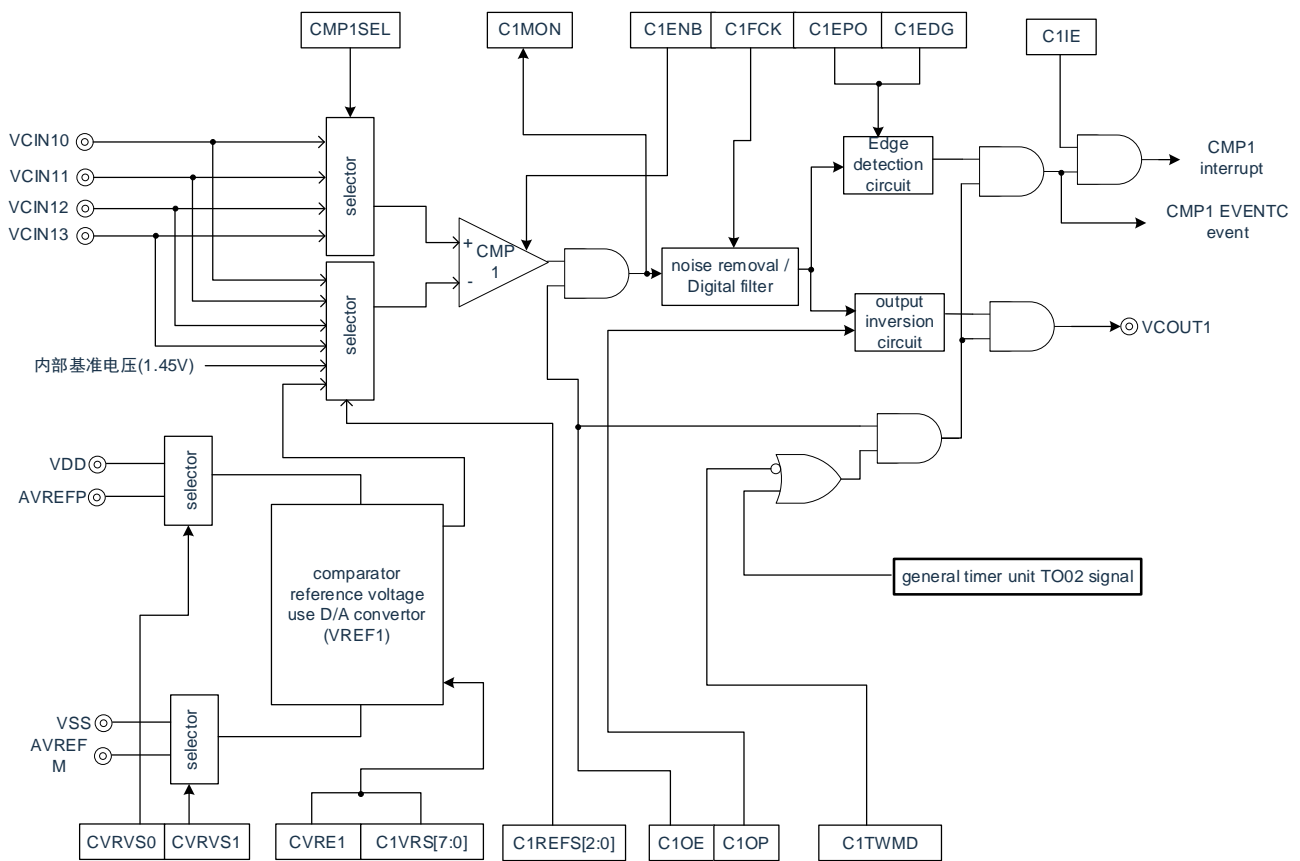 CMP1SEL
C1MON
C1ENB
C1FCK
C1EPO
C1EDG
C1IE
VCIN10
VCIN11
VCIN12
VCIN13
selector
CMP
1
+
-
noise removal /
Digital filter
Edge
detection
circuit
CMP1
interrupt
CMP1 EVENTC
event
output
inversion
circuit
VCOUT1
selector
内部基准电压(1.45V)
VDD
AVREFP
selector
comparator
reference voltage
use D/A convertor
(VREF1)
general timer unit TO02 signal
VSS
AVREF
M
selector
CVRVS0
CVRVS1
CVRE1
C1VRS[7:0]
C1REFS[2:0]
C1OE
C1OP
C1TWMD